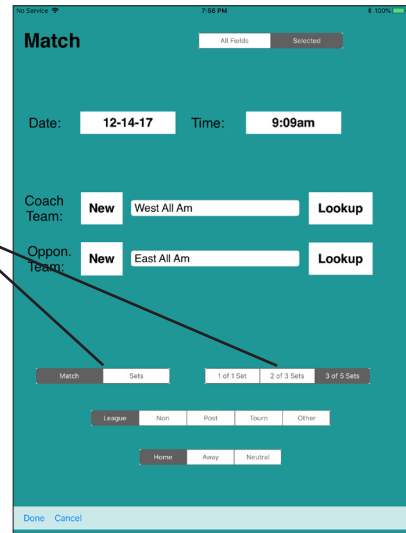 No Service 7:58 PM 100%
Match All Fields Selected
Date: 12-14-17 Time: 9:09am
Coach Team: New West All Am Lookup
Oppon. Team: New East All Am Lookup
Match Sets 1 of 1 Set 2 of 3 Sets 3 of 5 Sets
League Non Post Tourn Other
Home Away Neutral
Done Cancel